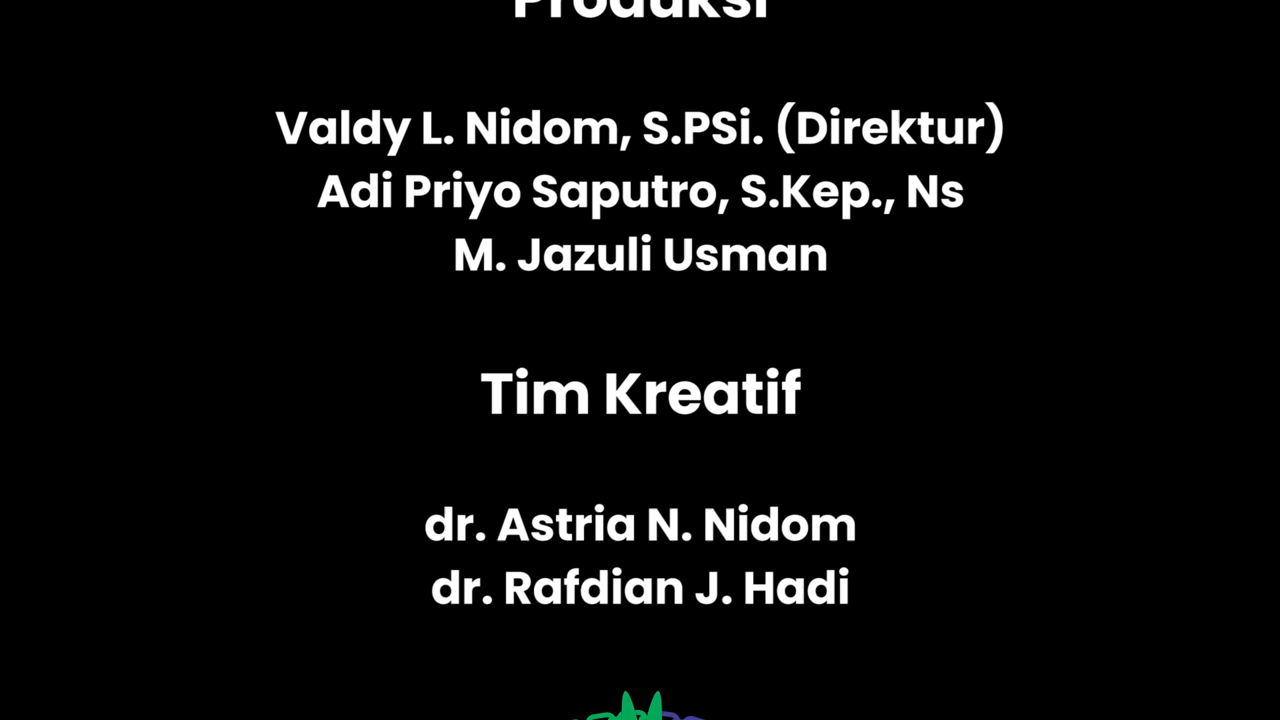 Produksi
Valdy L. Nidom, S.PSi. (Direktur)
Adi Priyo Saputro, S.Kep., Ns
M. Jazuli Usman
Tim Kreatif
dr. Astria N. Nidom
dr. Rafdian J. Hadi